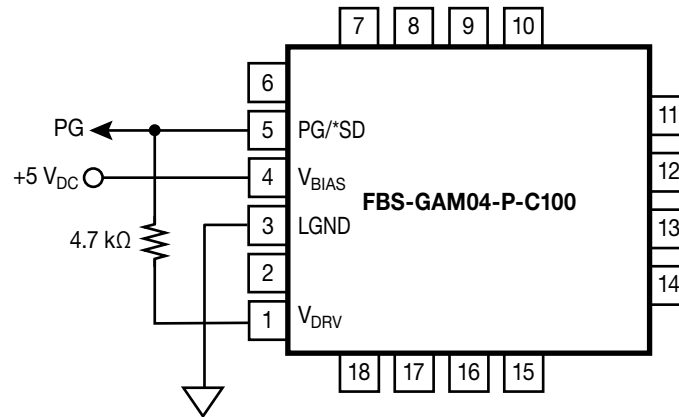 7 8 9 10
6
PG 5 PG/*SD
11
+5 VDC 4 VBIAS
12
FBS-GAM04-P-C100
3 LGND
13
4.7 kΩ
2
14
1 VDRV
18 17 16 15